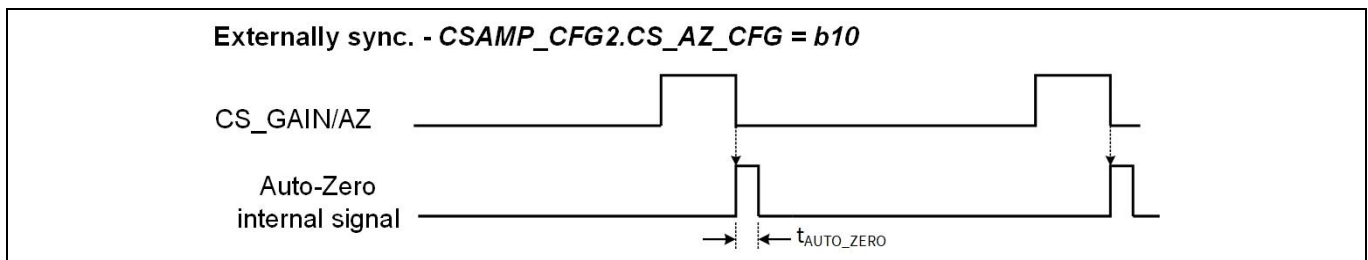 Externally sync. - CSAMP_CFG2.CS_AZ_CFG = b10
CS_GAIN/AZ
Auto-Zero
internal signal
tAUTO_ZERO